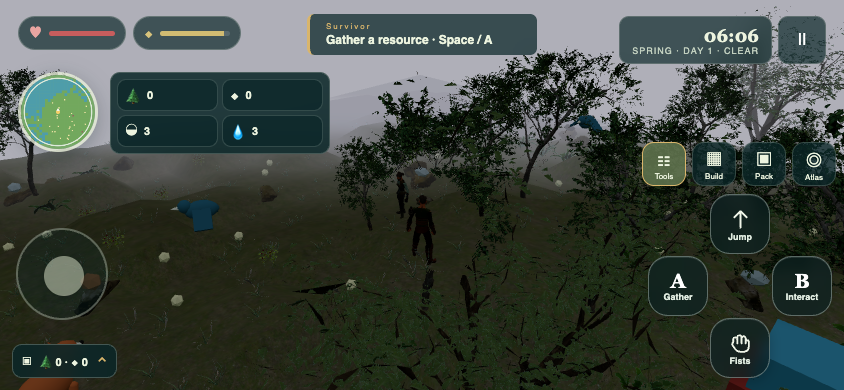 Survivor
Gather a resource · Space / A
06:06
SPRING · DAY 1 · CLEAR
0
0
3
3
Tools
Build
Pack
Atlas
Jump
A
Gather
B
Interact
Fists
0 · ◆ 0